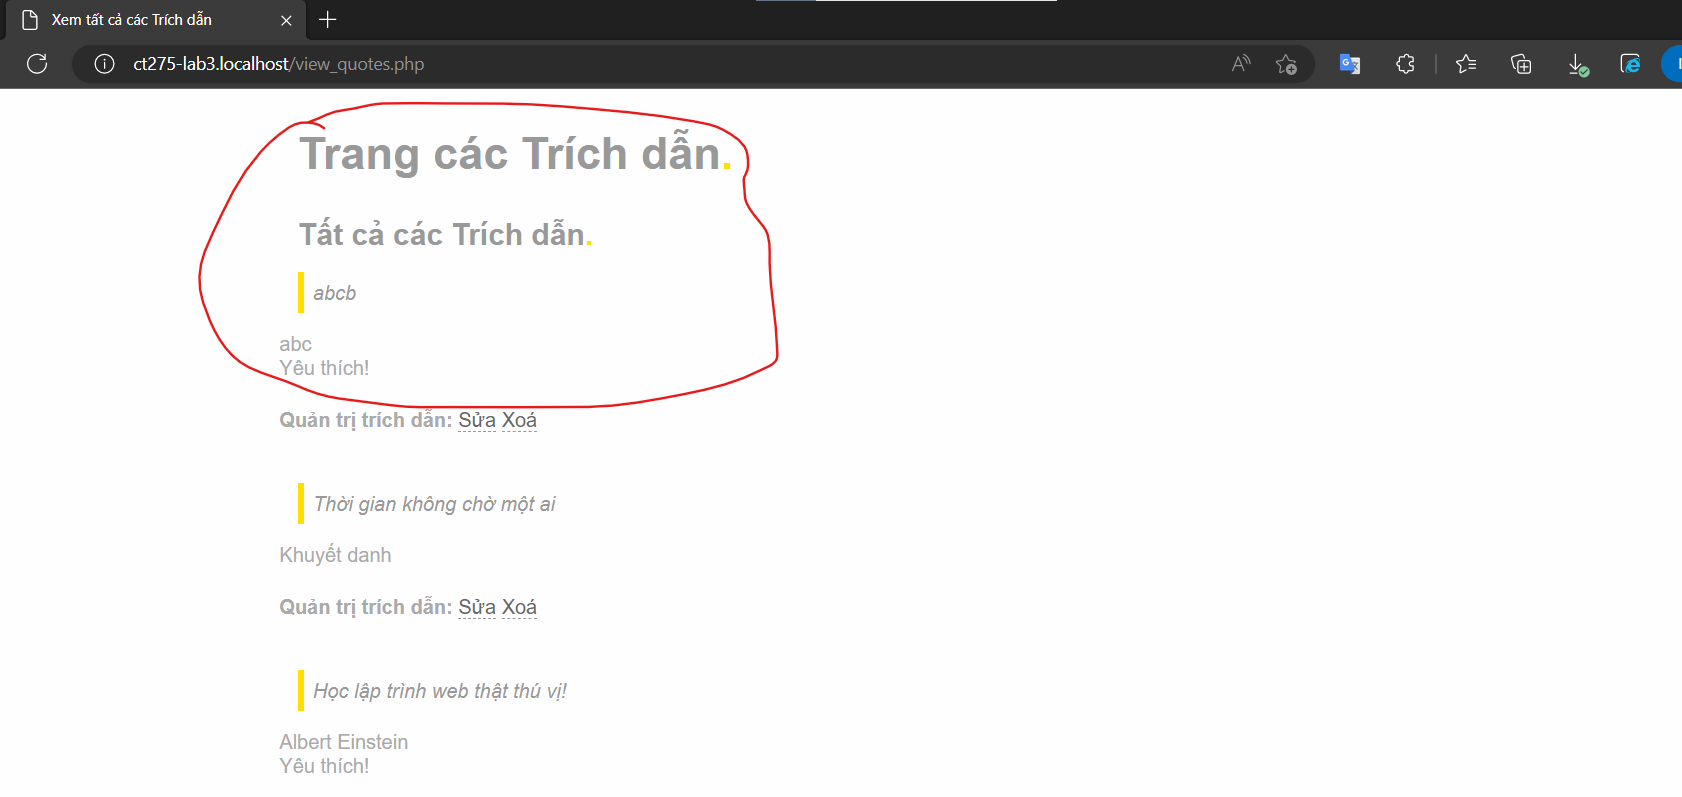 Xem tất cả các Trích dẫn
ct275-lab3.localhost/view_quotes.php
Trang các Trích dẫn.
Tất cả các Trích dẫn.
abcb
abc
Yêu thích!
Quản trị trích dẫn: Sửa Xoá
Thời gian không chờ một ai
Khuyết danh
Quản trị trích dẫn: Sửa Xoá
Học lập trình web thật thú vị!
Albert Einstein
Yêu thích!